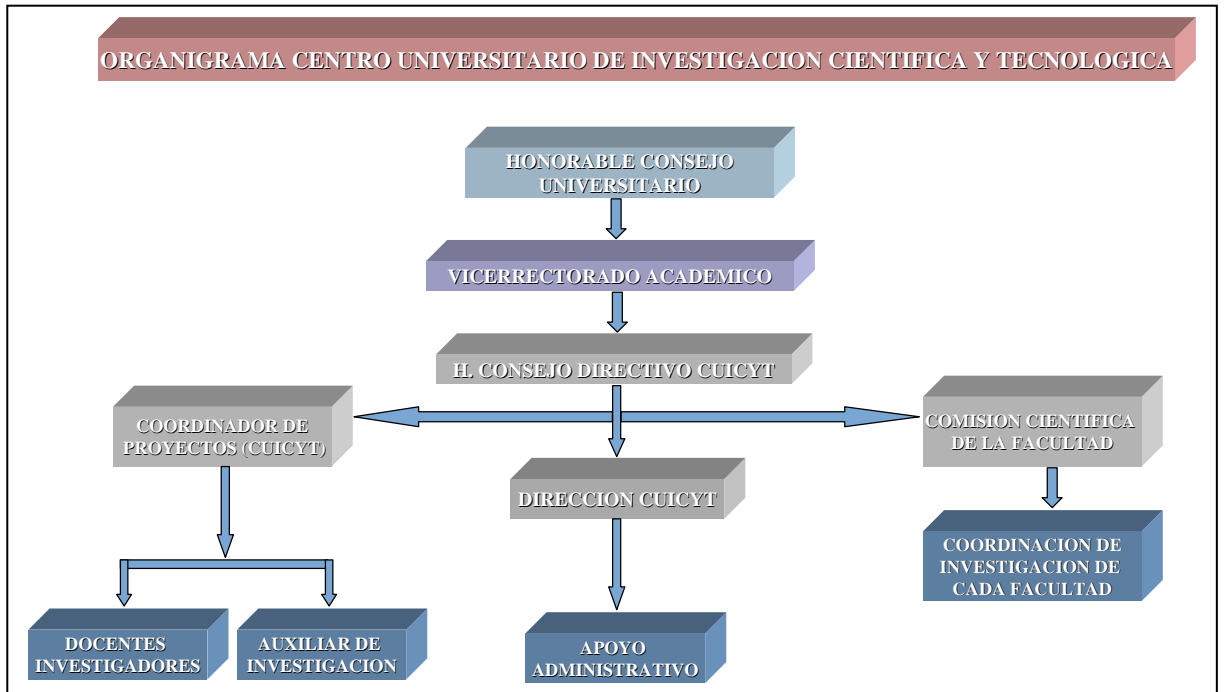 ORGANIGRAMA CENTRO UNIVERSITARIO DE INVESTIGACION CIENTIFICA Y TECNOLOGICA
HONORABLE CONSEJO
UNIVERSITARIO
VICERRECTORADO ACADEMICO
H. CONSEJO DIRECTIVO CUICYT
COORDINADOR DE
PROYECTOS (CUICYT)
COMISION CIENTIFICA
DE LA FACULTAD
DIRECCION CUICYT
COORDINACION DE
INVESTIGACION DE
CADA FACULTAD
DOCENTES
INVESTIGADORES
AUXILIAR DE
INVESTIGACION
APOYO
ADMINISTRATIVO